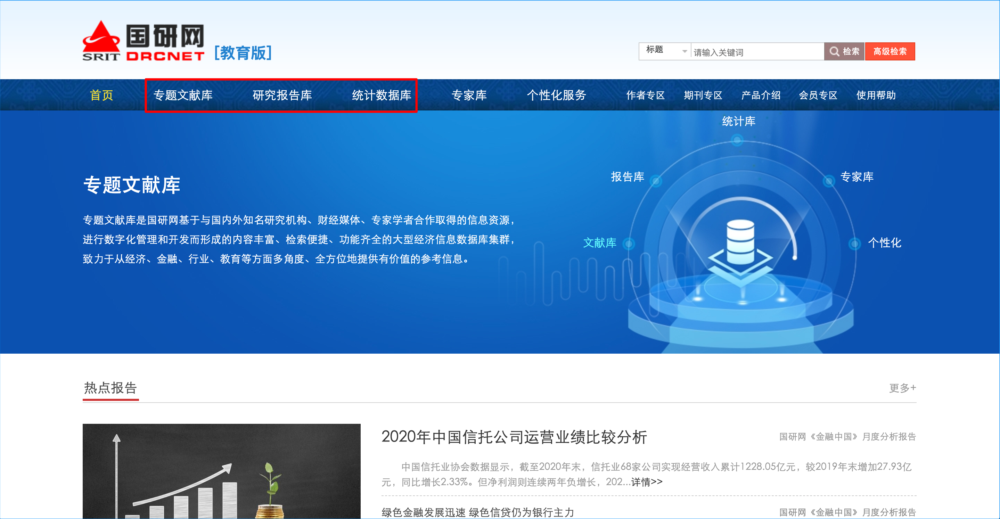 国研网
SRIT DRCNET [教育版]
标题 请输入关键词 检索 高级检索
首页 专题文献库 研究报告库 统计数据库 专家库 个性化服务 作者专区 期刊专区 产品介绍 会员专区 使用帮助
统计库
报告库 专家库
文献库 个性化
专题文献库
专题文献库是国研网基于与国内外知名研究机构、财经媒体、专家学者合作取得的信息资源，
进行数字化管理和开发而形成的内容丰富、检索便捷、功能齐全的大型经济信息数据库集群，
致力于从经济、金融、行业、教育等方面多角度、全方位地提供有价值的参考信息。
热点报告 更多+
2020年中国信托公司运营业绩比较分析 国研网《金融中国》月度分析报告
中国信托业协会数据显示，截至2020年末，信托业68家公司实现经营收入累计1228.05亿元，较2019年末增加27.93亿
元，同比增长2.33%。但净利润则连续两年负增长，202...详情>>
绿色金融发展迅速 绿色信贷仍为银行主力 国研网《金融中国》月度分析报告